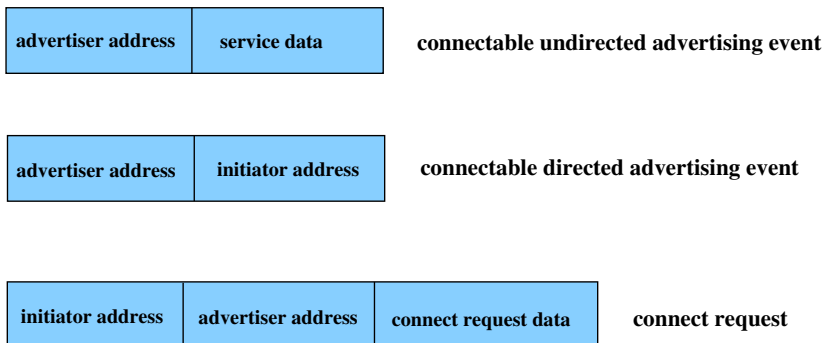 advertiser address service data connectable undirected advertising event
advertiser address initiator address connectable directed advertising event
initiator address advertiser address connect request data connect request